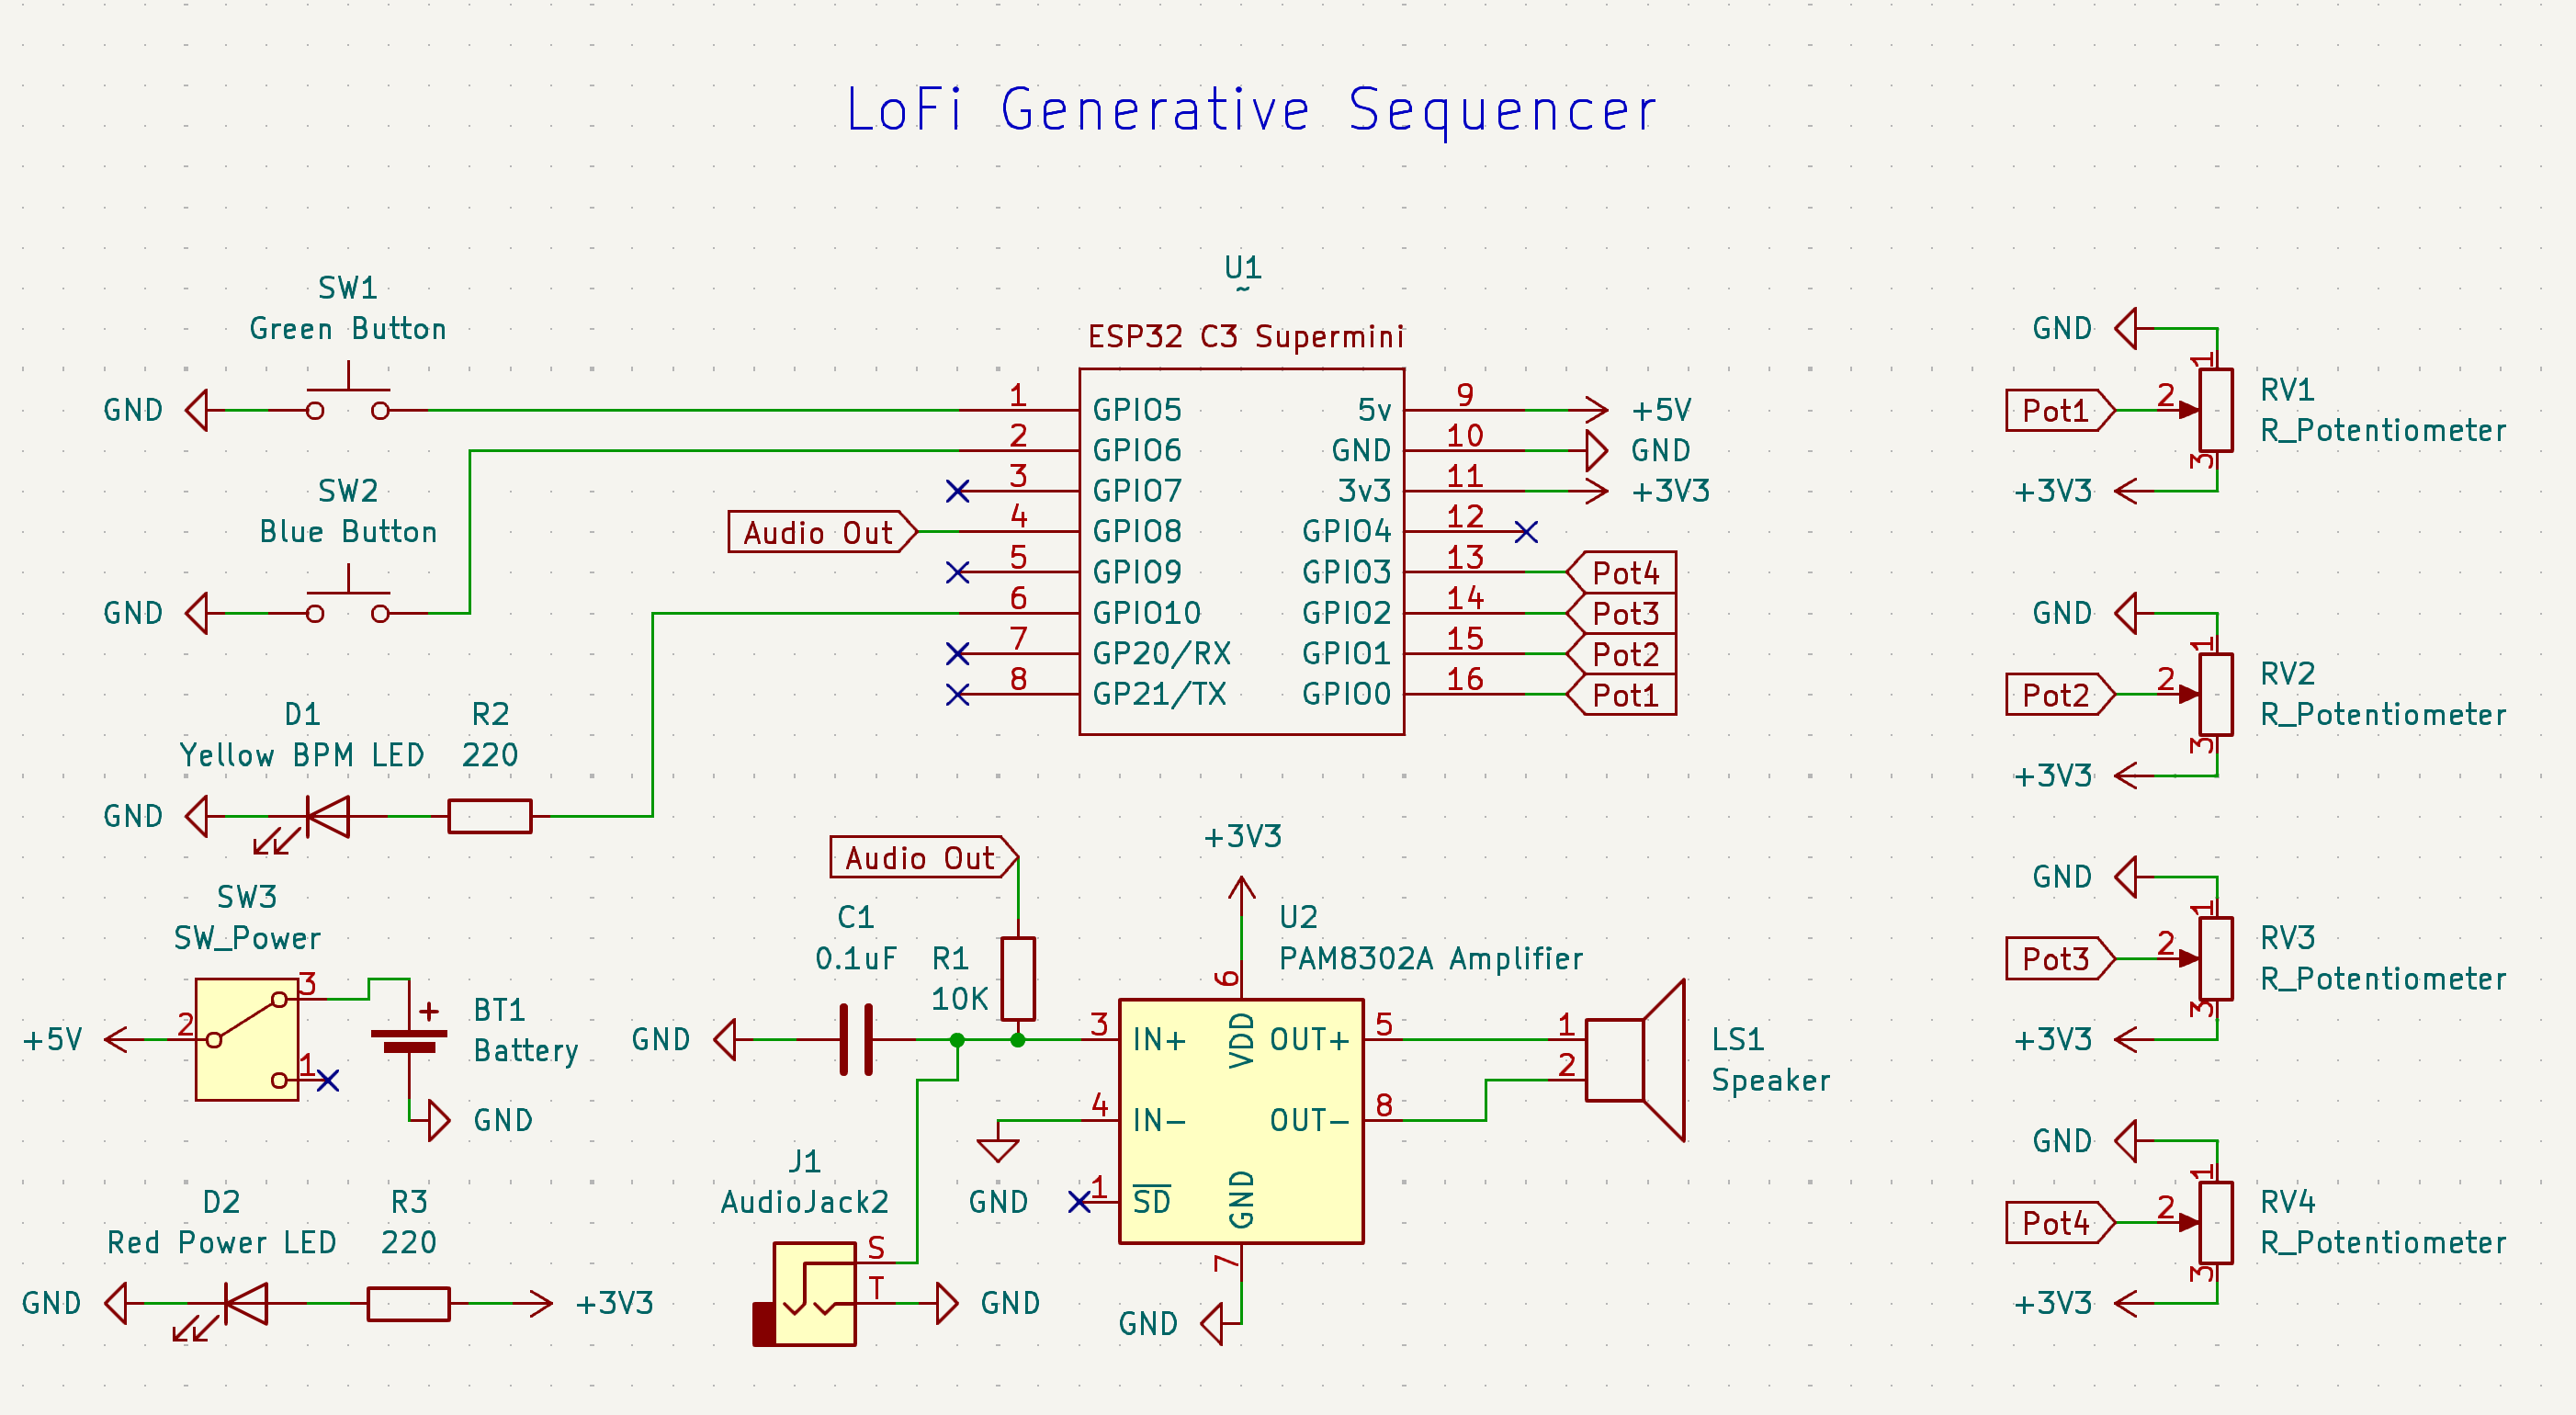 LoFi Generative Sequencer
SW1
Green Button
GND
SW2
Blue Button
GND
D1
Yellow BPM LED
R2
220
GND
SW3
SW_Power
+5V
2
3
1
+
BT1
Battery
GND
D2
Red Power LED
R3
220
GND
+3V3
U1
~
ESP32 C3 Supermini
1
GPIO5
2
GPIO6
3
GPIO7
Audio Out
4
GPIO8
5
GPIO9
6
GPIO10
7
GP20/RX
8
GP21/TX
5v
9
+5V
GND
10
GND
3v3
11
+3V3
GPIO4
12
GPIO3
13
Pot4
GPIO2
14
Pot3
GPIO1
15
Pot2
GPIO0
16
Pot1
Audio Out
C1
0.1uF
R1
10K
GND
J1
AudioJack2
S
T
GND
+3V3
U2
PAM8302A Amplifier
6
VDD
3
IN+
4
IN-
GND
1
SD
OUT+
5
OUT-
8
GND
7
GND
1
2
LS1
Speaker
GND
1
Pot1
2
3
+3V3
RV1
R_Potentiometer
GND
1
Pot2
2
3
+3V3
RV2
R_Potentiometer
GND
1
Pot3
2
3
+3V3
RV3
R_Potentiometer
GND
1
Pot4
2
3
+3V3
RV4
R_Potentiometer